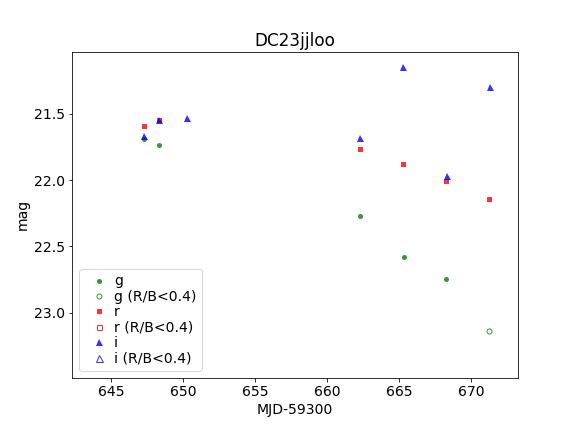 DC23jjloo
mag
21.5
22.0
22.5
23.0
g
g (R/B<0.4)
r
r (R/B<0.4)
i
i (R/B<0.4)
645 650 655 660 665 670
MJD-59300